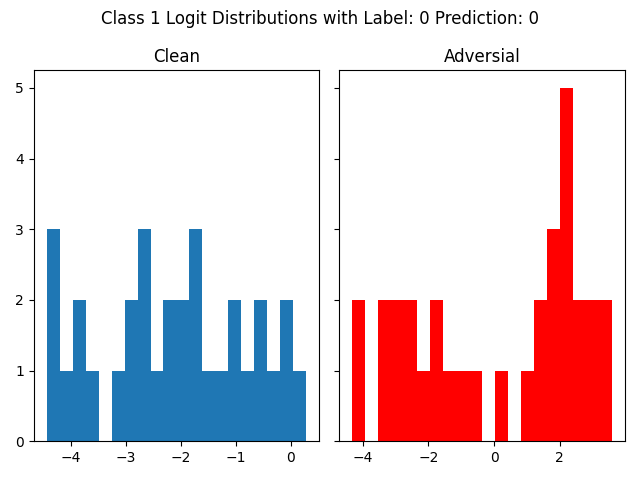 Class 1 Logit Distributions with Label: 0 Prediction: 0
Clean
Adversial
5
4
3
2
1
0
−4 −3 −2 −1 0
−4 −2 0 2